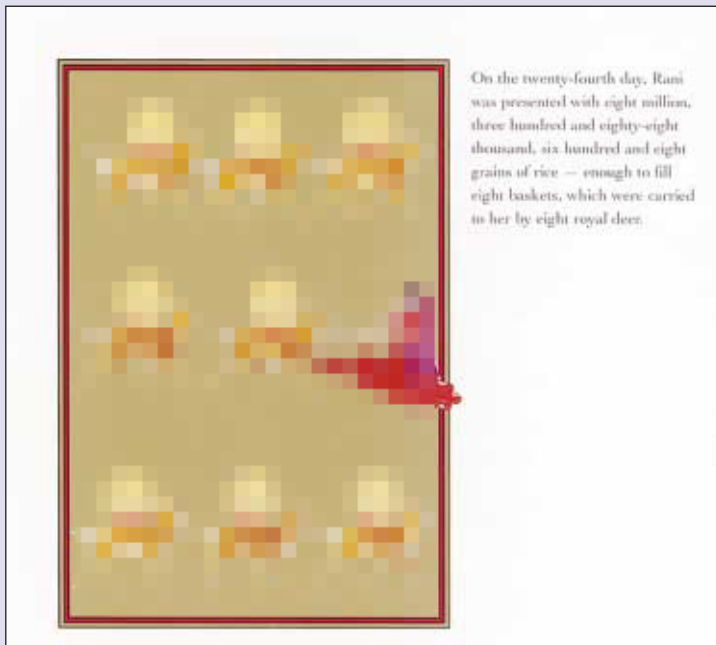 On the twenty-fourth day, Rani
was presented with eight million,
three hundred and eighty-eight
thousand, six hundred and eight
grains of rice — enough to fill
eight baskets, which were carried
to her by eight royal deer.